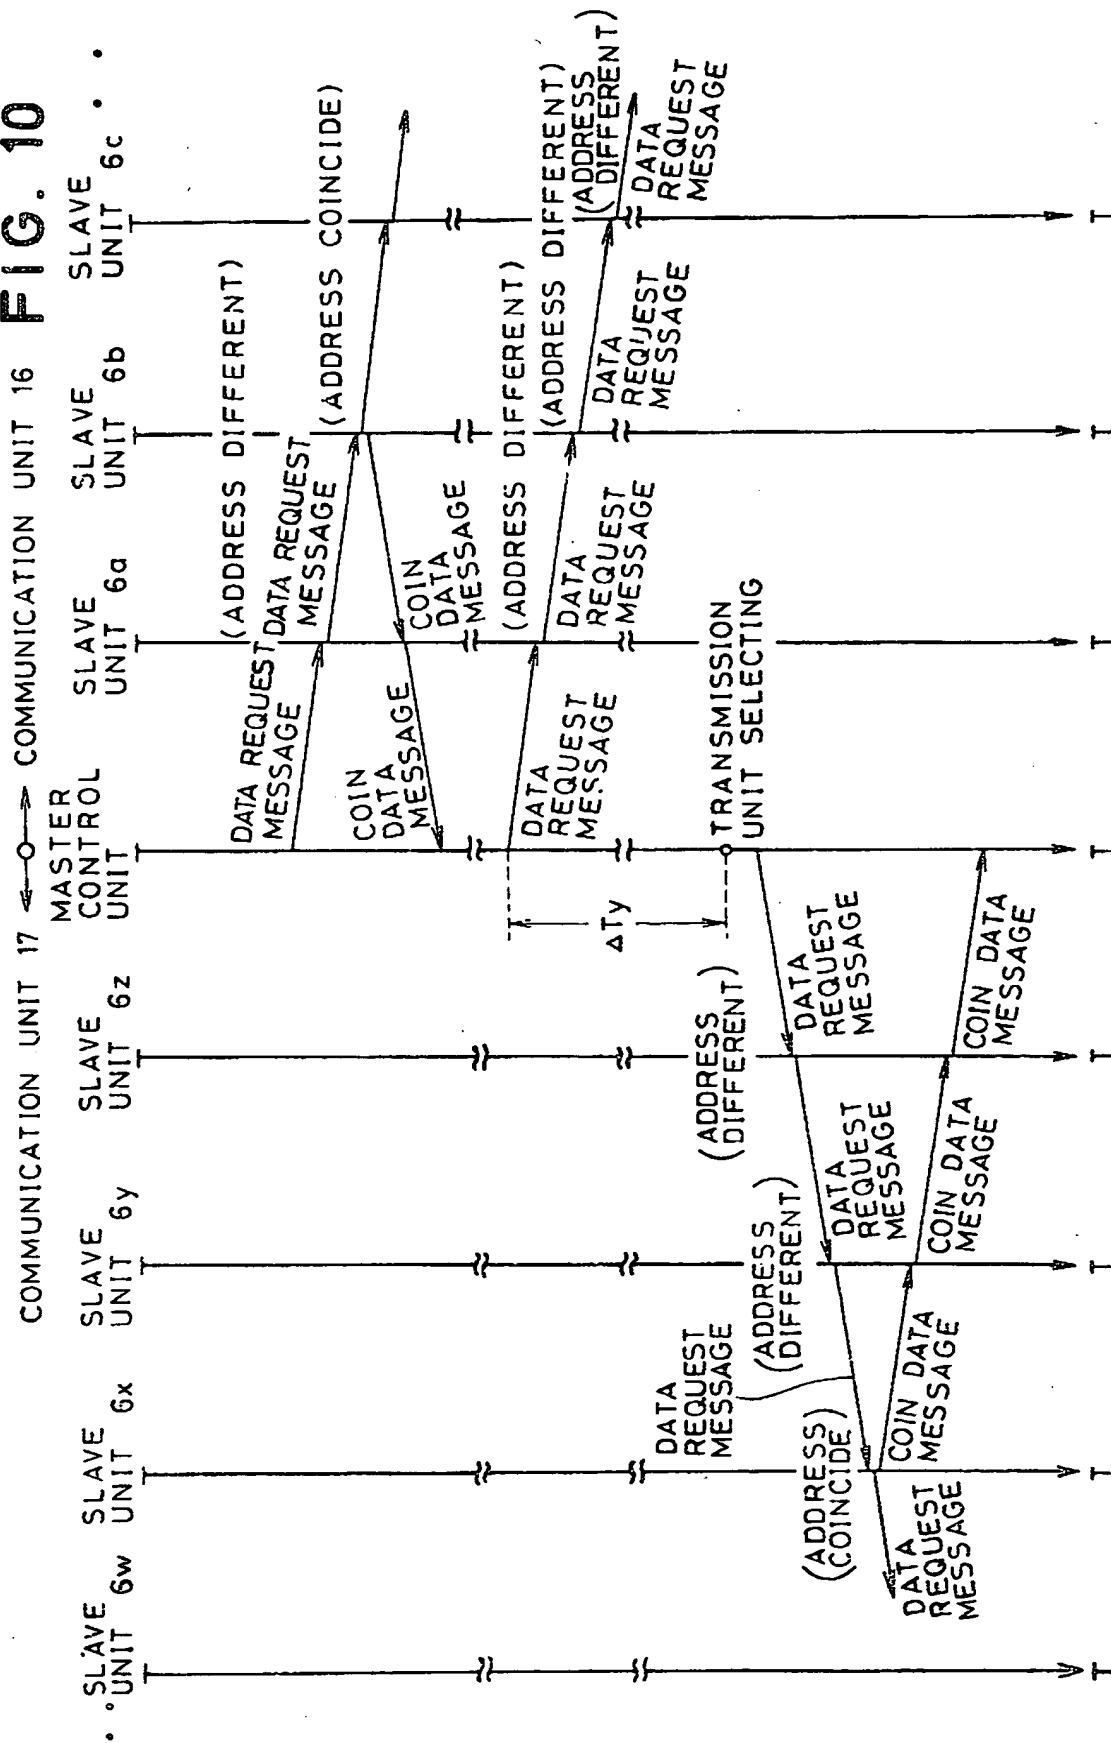 FIG. 10
COMMUNICATION UNIT 17
COMMUNICATION UNIT 16
SLAVE
UNIT 6w
SLAVE
UNIT 6x
SLAVE
UNIT 6y
SLAVE
UNIT 6z
MASTER
CONTROL
UNIT
SLAVE
UNIT 6a
SLAVE
UNIT 6b
SLAVE
UNIT 6c
(ADDRESS DIFFERENT)
DATA REQUEST
MESSAGE
DATA REQUEST
MESSAGE
(ADDRESS COINCIDE)
COIN
DATA
MESSAGE
COIN
DATA
MESSAGE
(ADDRESS DIFFERENT)
(ADDRESS DIFFERENT)
(ADDRESS
DIFFERENT)
DATA
REQUEST
MESSAGE
DATA
REQUEST
MESSAGE
DATA
REQUEST
MESSAGE
DATA
REQUEST
MESSAGE
ΔTy
TRANSMISSION
UNIT SELECTING
(ADDRESS
DIFFERENT)
DATA
REQUEST
MESSAGE
(ADDRESS
DIFFERENT)
DATA
REQUEST
MESSAGE
DATA
REQUEST
MESSAGE
(ADDRESS
COINCIDE)
DATA
REQUEST
MESSAGE
COIN DATA
MESSAGE
COIN DATA
MESSAGE
COIN DATA
MESSAGE
T
T
T
T
T
T
T
T